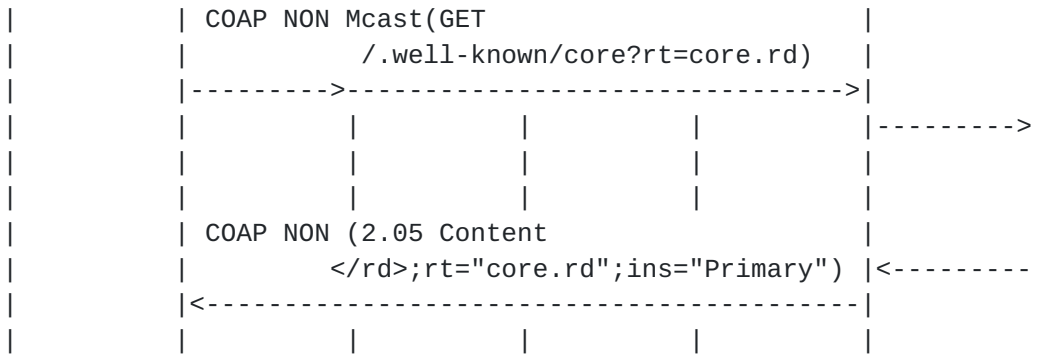 |          | COAP NON Mcast(GET                    |
|          |          /.well-known/core?rt=core.rd)   |
|          |--------->--------------------------------->|
|          |         |         |         |         |--------->
|          |         |         |         |         |
|          |         |         |         |         |
|          | COAP NON (2.05 Content                |
|          |        </rd>;rt="core.rd";ins="Primary") |<---------
|          |<---------------------------------------|
|          |         |         |         |         |